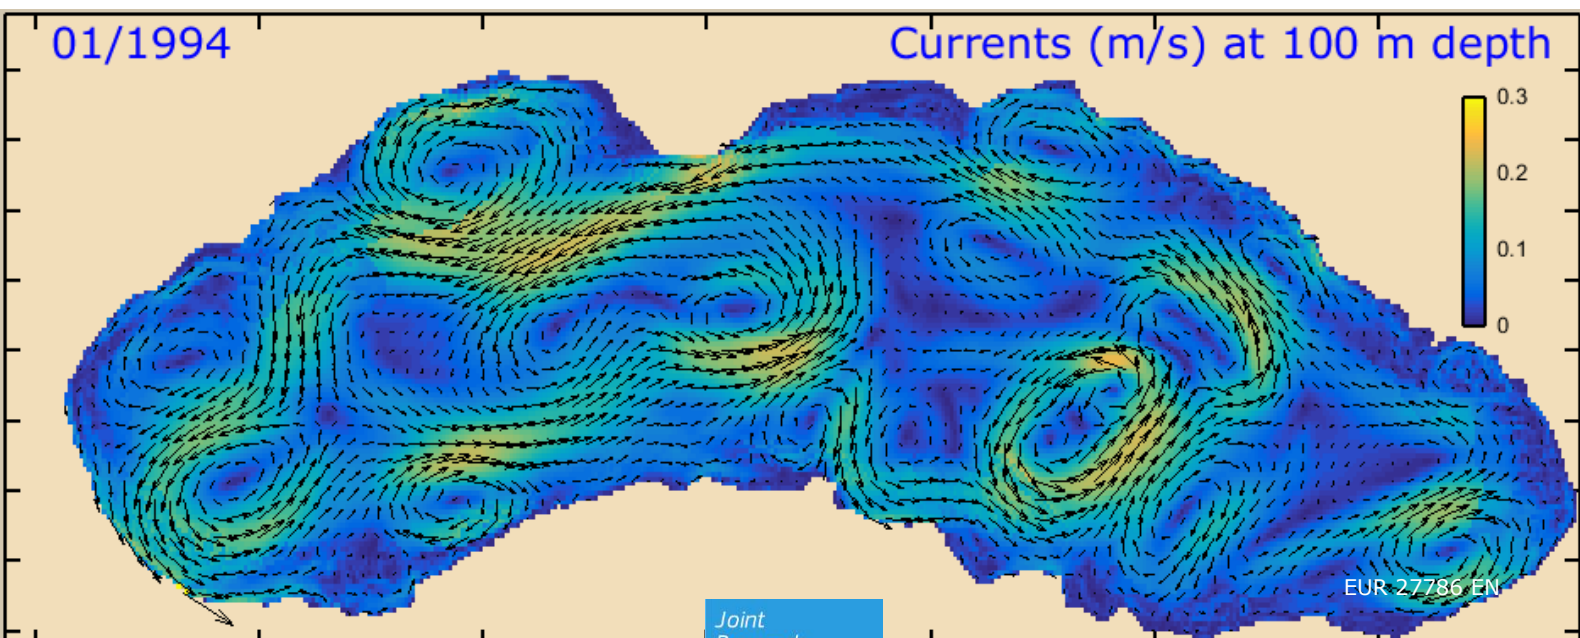 01/1994
Currents (m/s) at 100 m depth
0.3
0.2
0.1
0
EUR 27786 EN
Joint